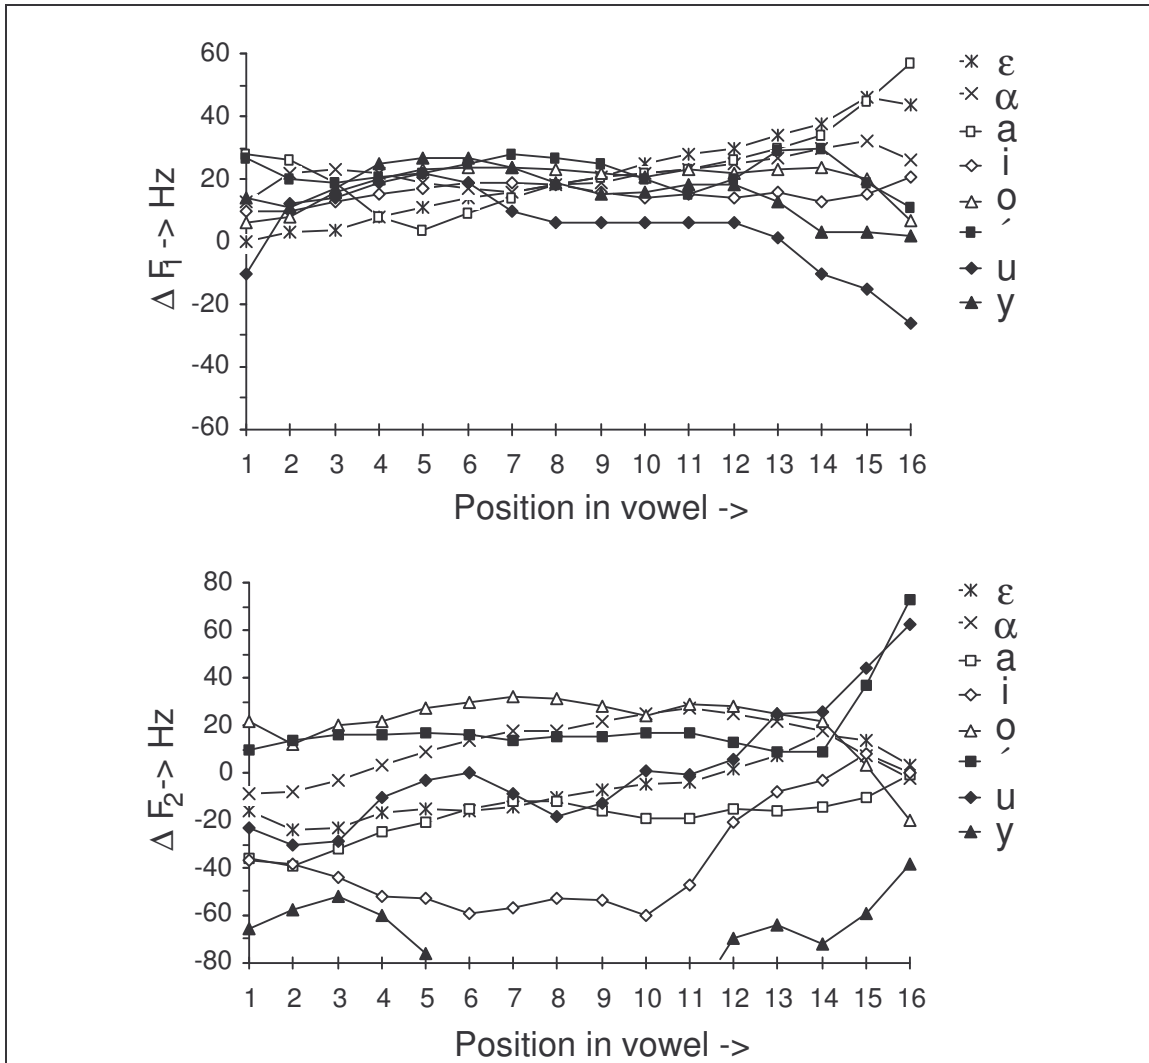 60
40
20
0
-20
-40
-60
Δ F1 -> Hz
1 2 3 4 5 6 7 8 9 10 11 12 13 14 15 16
Position in vowel ->
ε
α
a
i
o
´
u
y
80
60
40
20
0
-20
-40
-60
-80
Δ F2 -> Hz
1 2 3 4 5 6 7 8 9 10 11 12 13 14 15 16
Position in vowel ->
ε
α
a
i
o
´
u
y